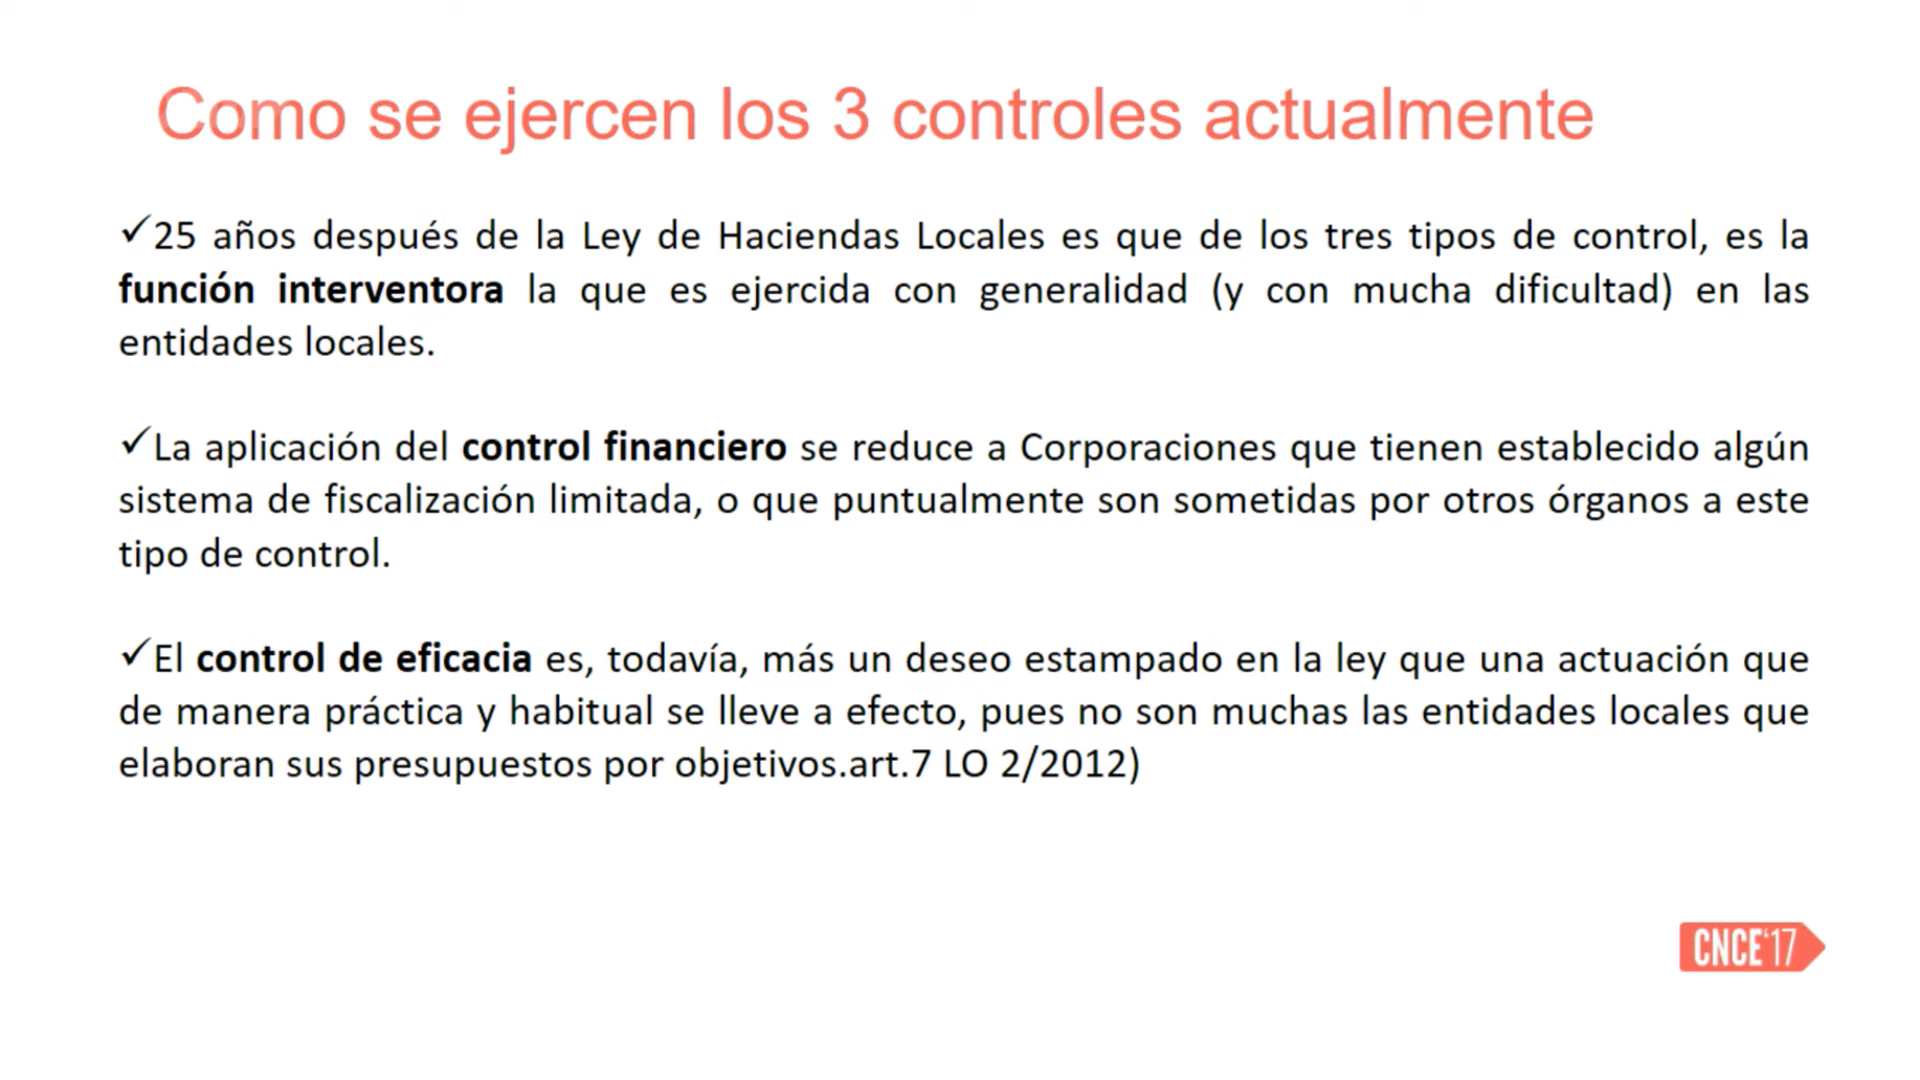 Como se ejercen los 3 controles actualmente
✓25 años después de la Ley de Haciendas Locales es que de los tres tipos de control, es la
función interventora la que es ejercida con generalidad (y con mucha dificultad) en las
entidades locales.
✓La aplicación del control financiero se reduce a Corporaciones que tienen establecido algún
sistema de fiscalización limitada, o que puntualmente son sometidas por otros órganos a este
tipo de control.
✓El control de eficacia es, todavía, más un deseo estampado en la ley que una actuación que
de manera práctica y habitual se lleve a efecto, pues no son muchas las entidades locales que
elaboran sus presupuestos por objetivos.art.7 LO 2/2012)
CNCE'17